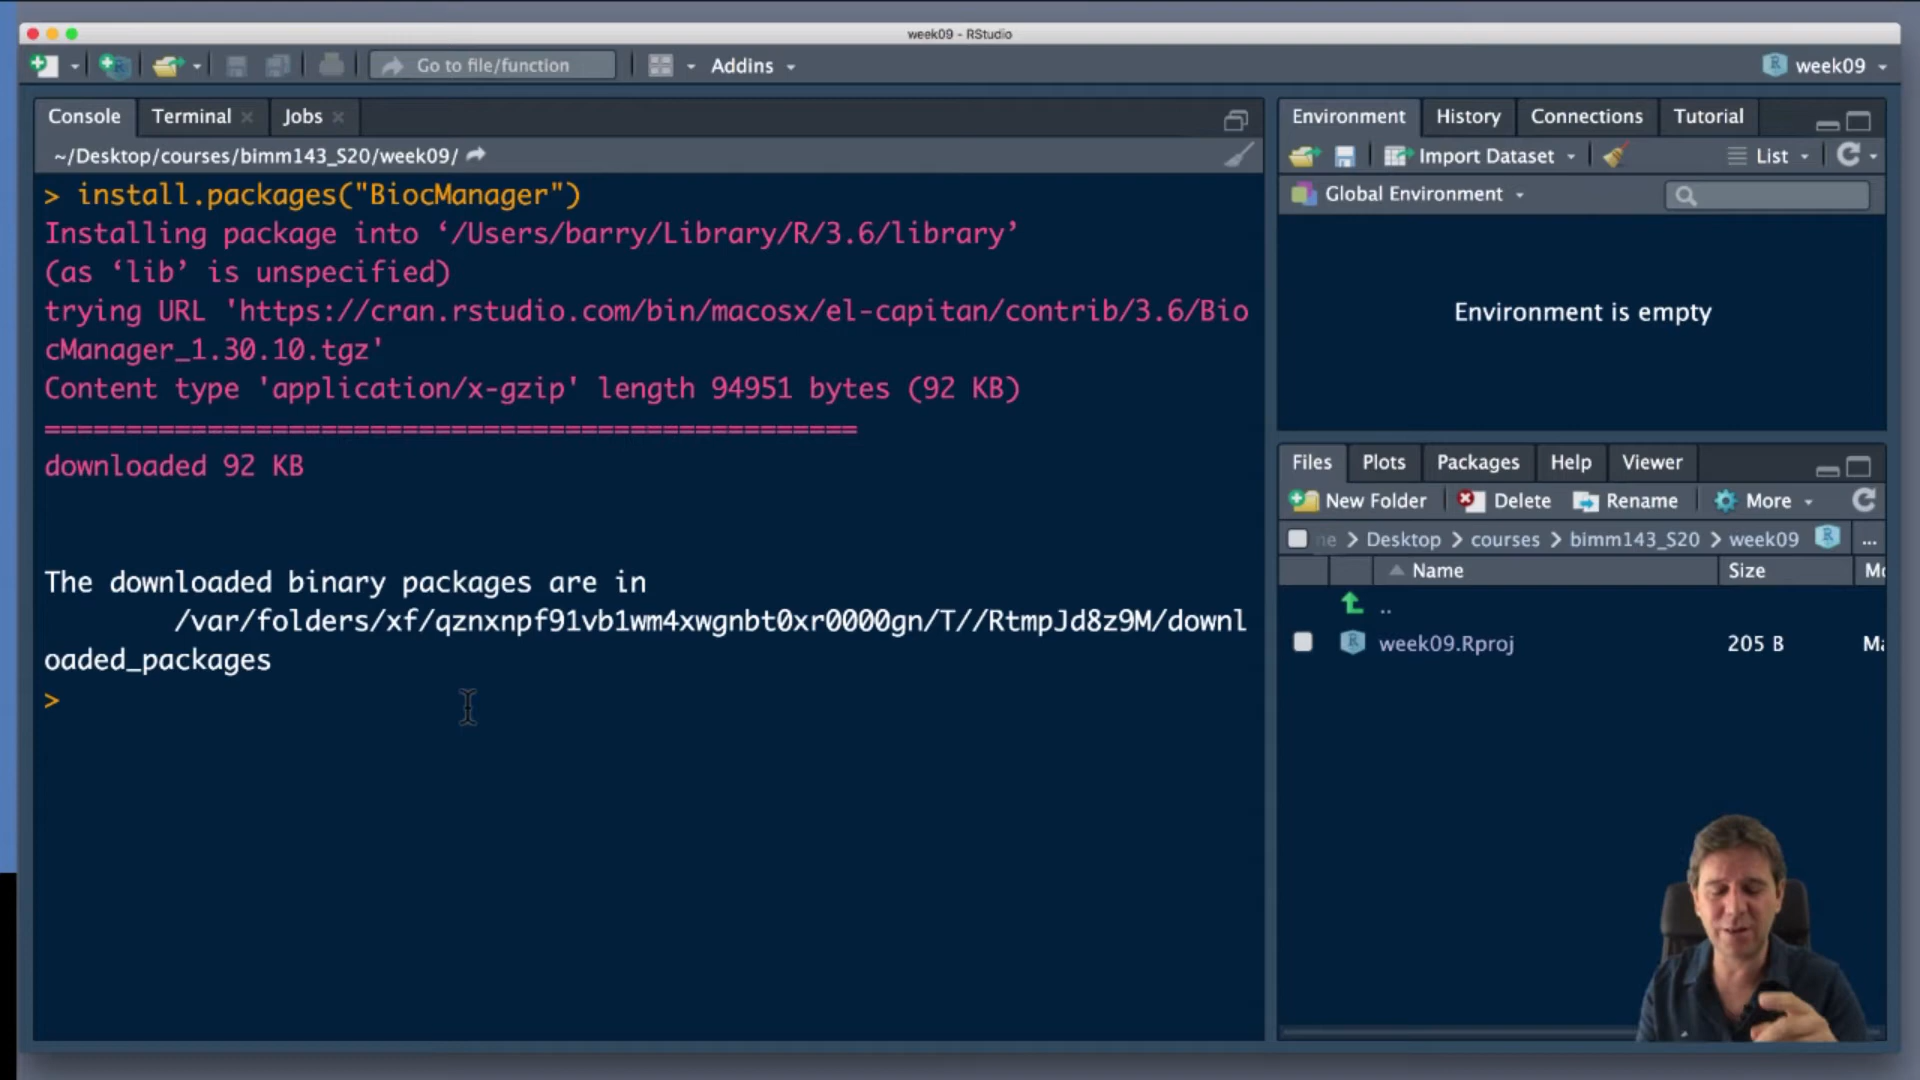 week09 - RStudio
Go to file/function
Addins
week09
Console
Terminal
Jobs
~/Desktop/courses/bimm143_S20/week09/
> install.packages("BiocManager")
Installing package into ‘/Users/barry/Library/R/3.6/library’
(as ‘lib’ is unspecified)
trying URL 'https://cran.rstudio.com/bin/macosx/el-capitan/contrib/3.6/Bio
cManager_1.30.10.tgz'
Content type 'application/x-gzip' length 94951 bytes (92 KB)
==================================================
downloaded 92 KB
The downloaded binary packages are in
/var/folders/xf/qznxnpf91vb1wm4xwgnbt0xr0000gn/T//RtmpJd8z9M/downl
oaded_packages
>
Environment
History
Connections
Tutorial
Import Dataset
List
Global Environment
Environment is empty
Files
Plots
Packages
Help
Viewer
New Folder
Delete
Rename
More
ne > Desktop > courses > bimm143_S20 > week09
...
Name
Size
Mo
..
week09.Rproj
205 B
Ma